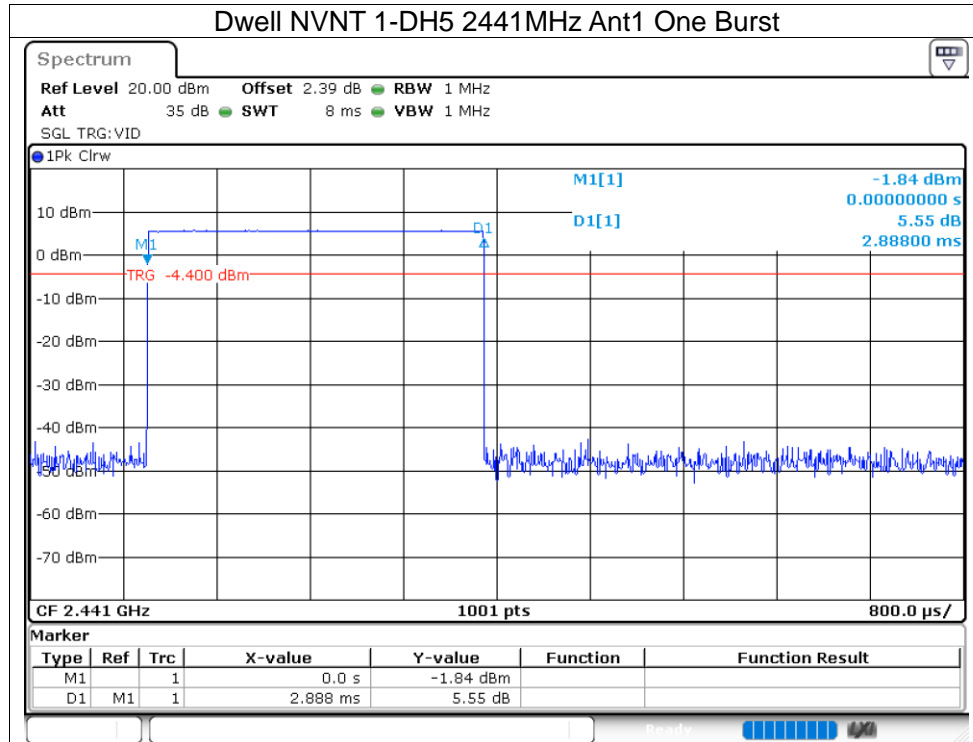 Dwell NVNT 1-DH5 2441MHz Ant1 One Burst
Spectrum
Ref Level 20.00 dBm Offset 2.39 dB RBW 1 MHz
Att 35 dB SWT 8 ms VBW 1 MHz
SGL TRG:VID
1Pk Clrw
M1[1] -1.84 dBm
0.00000000 s
10 dBm
D1[1] 5.55 dB
2.88800 ms
D1
M1
0 dBm
TRG -4.400 dBm
-10 dBm
-20 dBm
-30 dBm
-40 dBm
-50 dBm
-60 dBm
-70 dBm
CF 2.441 GHz 1001 pts 800.0 µs/
Marker
Type Ref Trc X-value Y-value Function Function Result
M1 1 0.0 s -1.84 dBm
D1 M1 1 2.888 ms 5.55 dB
Ready LXI